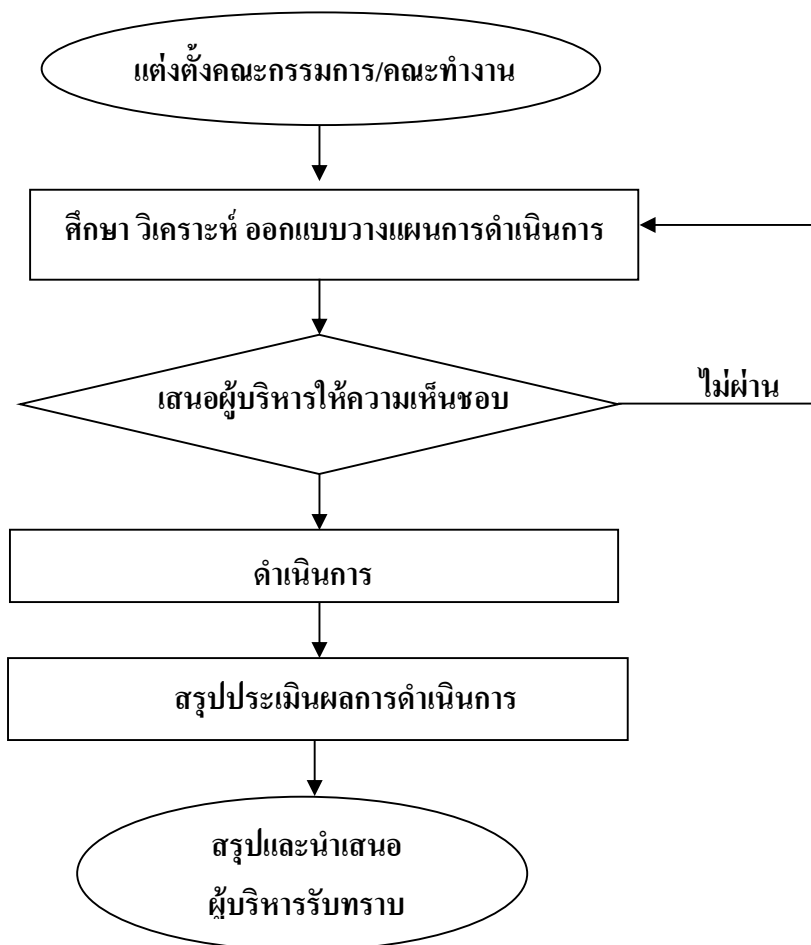 แต่งตั้งคณะกรรมการ/คณะทำงาน
ศึกษา วิเคราะห์ ออกแบบวางแผนการดำเนินการ
เสนอผู้บริหารให้ความเห็นชอบ
ไม่ผ่าน
ดำเนินการ
สรุปประเมินผลการดำเนินการ
สรุปและนำเสนอ
ผู้บริหารรับทราบ